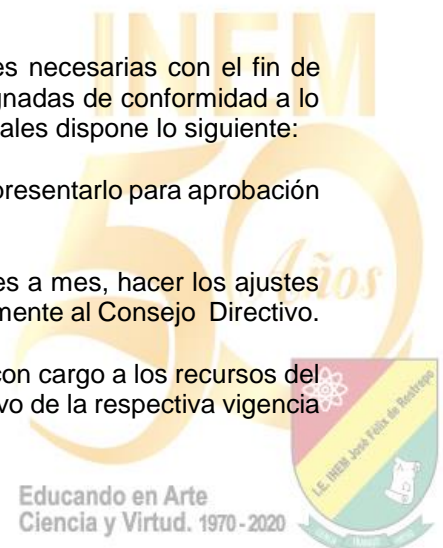 INEM
es necesarias con el fin de
gnadas de conformidad a lo
ales dispone lo siguiente:
presentarlo para aprobación
50 Años
es a mes, hacer los ajustes
mente al Consejo Directivo.
con cargo a los recursos del
vo de la respectiva vigencia
I.E. INEM José Félix de Restrepo
Educando en Arte
Ciencia y Virtud. 1970 - 2020